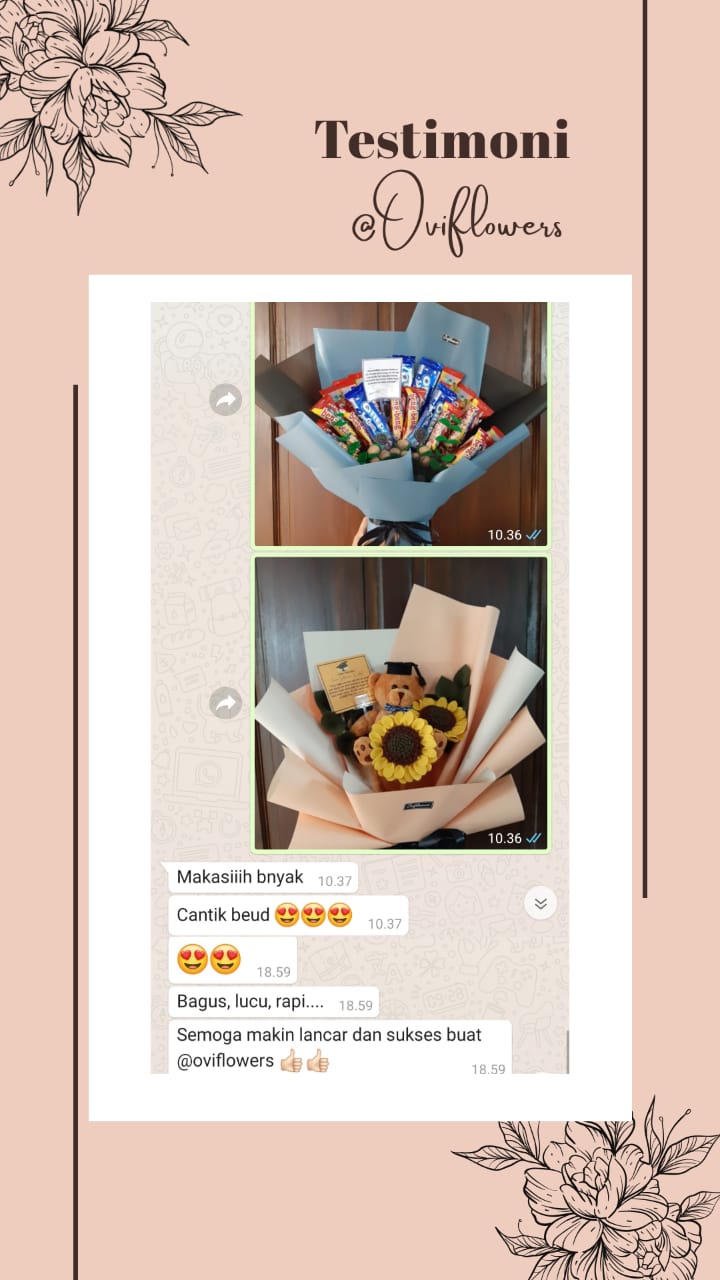 Testimoni
@Oviflowers
10.36
10.36
Makasiiih bnyak 10.37
Cantik beud 😍😍😍 10.37
😍😍 18.59
Bagus, lucu, rapi.... 18.59
Semoga makin lancar dan sukses buat
@oviflowers 👍🏻👍🏻 18.59